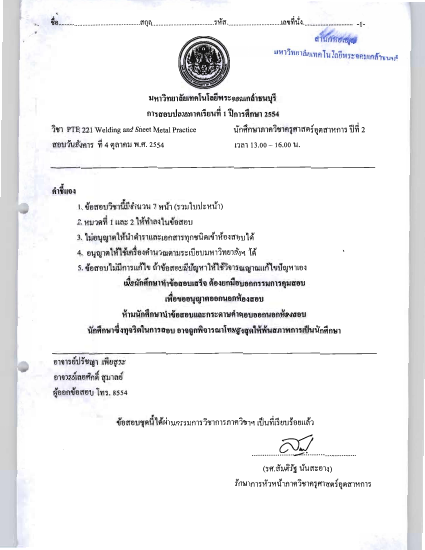 ชื่อ.......................................สกุล..............................รหัส..........................เลขที่นั่ง........................ -1-
สำนักหอสมุด
มหาวิทยาลัยเทคโนโลยีพระจอมเกล้าธนบุรี
มหาวิทยาลัยเทคโนโลยีพระจอมเกล้าธนบุรี
การสอบปลายภาคเรียนที่ 1 ปีการศึกษา 2554
วิชา PTE 221 Welding and Sheet Metal Practice นักศึกษาภาควิชาครุศาสตร์อุตสาหการ ปีที่ 2
สอบวันอังคาร ที่ 4 ตุลาคม พ.ศ. 2554 เวลา 13.00 – 16.00 น.
คำชี้แจง
1. ข้อสอบวิชานี้มีจำนวน 7 หน้า (รวมใบปะหน้า)
2. หมวดที่ 1 และ 2 ให้ทำลงในข้อสอบ
3. ไม่อนุญาตให้นำตำราและเอกสารทุกชนิดเข้าห้องสอบได้
4. อนุญาตให้ใช้เครื่องคำนวณตามระเบียบมหาวิทยาลัยฯ ได้
5. ข้อสอบไม่มีการแก้ไข ถ้าข้อสอบมีปัญหาให้ใช้วิจารณญาณแก้ไขปัญหาเอง
เมื่อนักศึกษาทำข้อสอบเสร็จ ต้องยกมือบอกกรรมการคุมสอบ
เพื่อขออนุญาตออกนอกห้องสอบ
ห้ามนักศึกษานำข้อสอบและกระดาษคำตอบออกนอกห้องสอบ
นักศึกษาซึ่งทุจริตในการสอบ อาจถูกพิจารณาโทษสูงสุดให้พ้นสภาพการเป็นนักศึกษา
อาจารย์ปรัชญา เพียสุระ
อาจารย์เลอศักดิ์ สุมาลย์
ผู้ออกข้อสอบ โทร. 8554
ข้อสอบชุดนี้ได้ผ่านกรรมการวิชาการภาควิชาฯ เป็นที่เรียบร้อยแล้ว
(รศ.สันติรัฐ นันสะอาง)
รักษาการหัวหน้าภาควิชาครุศาสตร์อุตสาหการ